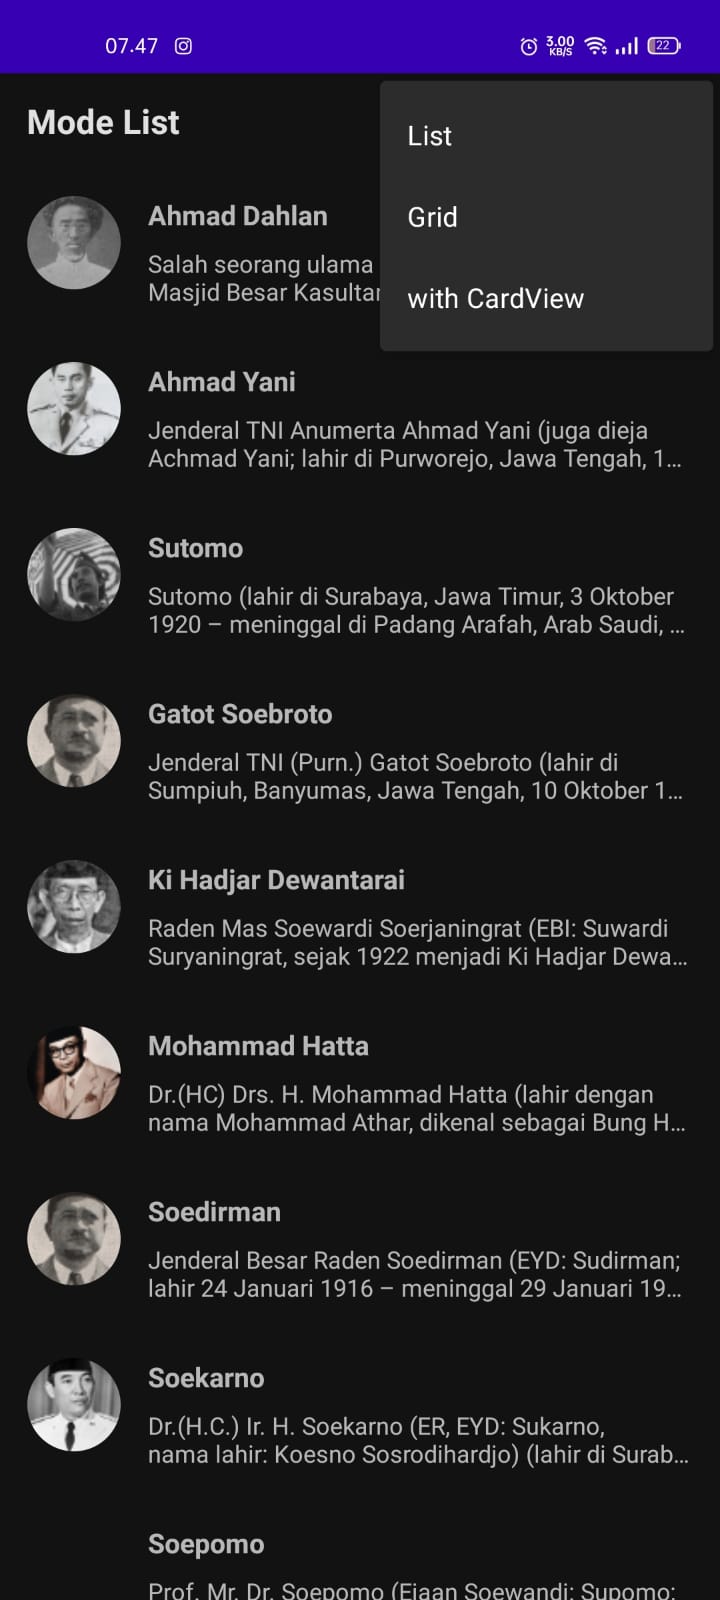 07.47
3.00
KB/S
22
Mode List
List
Grid
with CardView
Ahmad Dahlan
Salah seorang ulama
Masjid Besar Kasultan
Ahmad Yani
Jenderal TNI Anumerta Ahmad Yani (juga dieja
Achmad Yani; lahir di Purworejo, Jawa Tengah, 1...
Sutomo
Sutomo (lahir di Surabaya, Jawa Timur, 3 Oktober
1920 – meninggal di Padang Arafah, Arab Saudi, ...
Gatot Soebroto
Jenderal TNI (Purn.) Gatot Soebroto (lahir di
Sumpiuh, Banyumas, Jawa Tengah, 10 Oktober 1...
Ki Hadjar Dewantarai
Raden Mas Soewardi Soerjaningrat (EBI: Suwardi
Suryaningrat, sejak 1922 menjadi Ki Hadjar Dewa...
Mohammad Hatta
Dr.(HC) Drs. H. Mohammad Hatta (lahir dengan
nama Mohammad Athar, dikenal sebagai Bung H...
Soedirman
Jenderal Besar Raden Soedirman (EYD: Sudirman;
lahir 24 Januari 1916 – meninggal 29 Januari 19...
Soekarno
Dr.(H.C.) Ir. H. Soekarno (ER, EYD: Sukarno,
nama lahir: Koesno Sosrodihardjo) (lahir di Surab...
Soepomo
Prof. Mr. Dr. Soepomo (Ejaan Soewandi: Supomo;